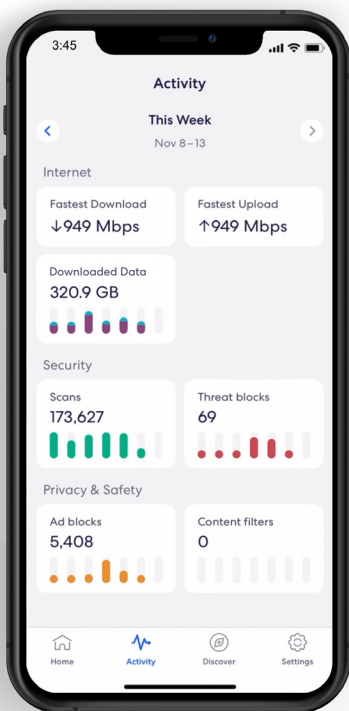 3:45
Activity
This Week
Nov 8–13
Internet
Fastest Download
↓949 Mbps
Fastest Upload
↑949 Mbps
Downloaded Data
320.9 GB
Security
Scans
173,627
Threat blocks
69
Privacy & Safety
Ad blocks
5,408
Content filters
0
Home
Activity
Discover
Settings